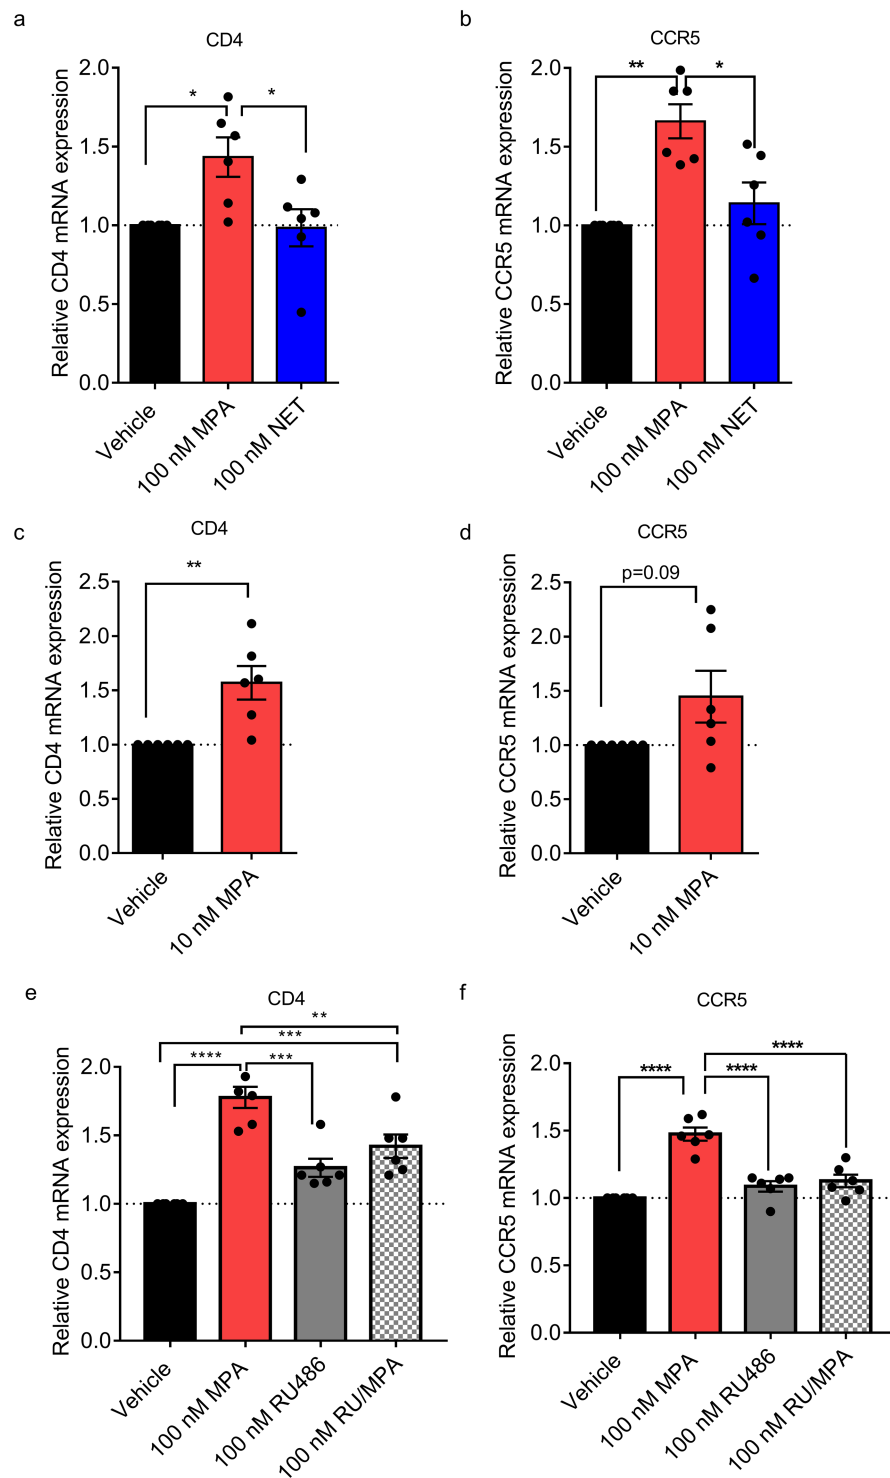 a
CD4
Relative CD4 mRNA expression
2.0
1.5
1.0
0.5
0.0
*
*
Vehicle
100 nM MPA
100 nM NET
b
CCR5
Relative CCR5 mRNA expression
2.0
1.5
1.0
0.5
0.0
**
*
Vehicle
100 nM MPA
100 nM NET
c
CD4
Relative CD4 mRNA expression
2.5
2.0
1.5
1.0
0.5
0.0
**
Vehicle
10 nM MPA
d
CCR5
Relative CCR5 mRNA expression
2.5
2.0
1.5
1.0
0.5
0.0
p=0.09
Vehicle
10 nM MPA
e
CD4
Relative CD4 mRNA expression
2.0
1.5
1.0
0.5
0.0
**
***
****
***
Vehicle
100 nM MPA
100 nM RU486
100 nM RU/MPA
f
CCR5
Relative CCR5 mRNA expression
2.0
1.5
1.0
0.5
0.0
****
****
****
Vehicle
100 nM MPA
100 nM RU486
100 nM RU/MPA